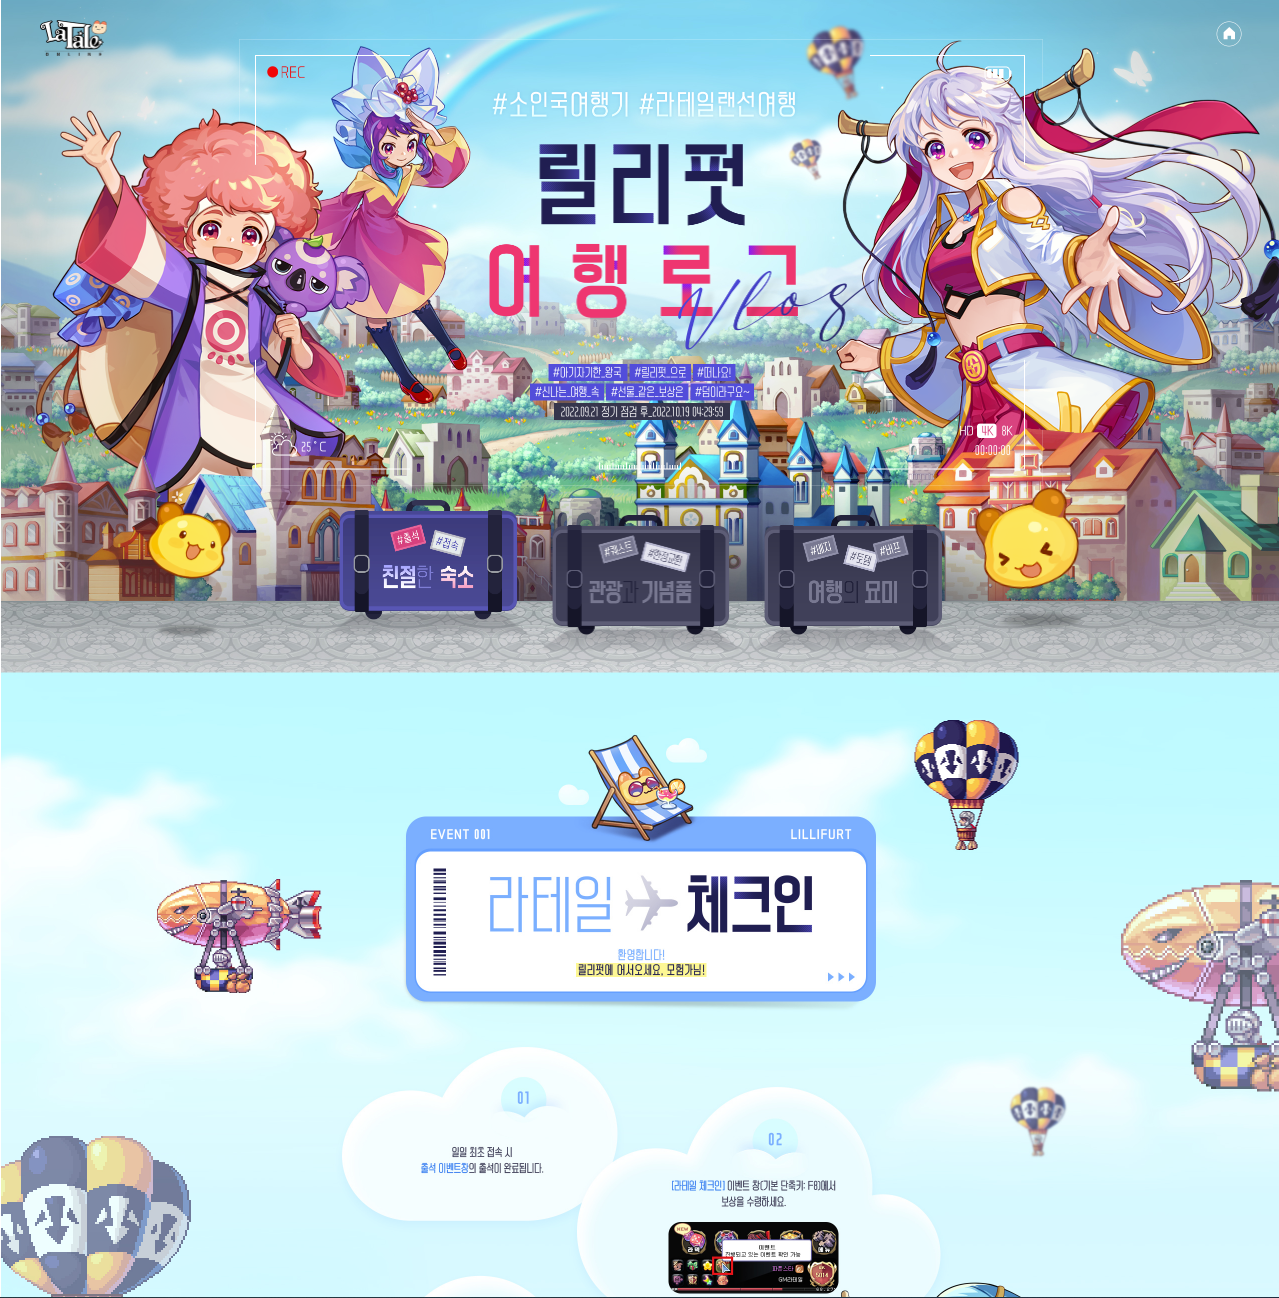 LaTale
ONLINE
REC
#소인국여행기 #라테일랜선여행
릴리펏
여행로그
Vlog
#아기자기한_왕국 #릴리펏_으로 #떠나요!
#신나는_여행_속 #선물_같은_보상은 #덤이라구요~
2022.09.21 정기 점검 후_2022.10.19 04:29:59
25°C
HD 4K 8K
00:00:00
#출석 #접속
친절한 숙소
#퀘스트
관광과 기념품
#매치 #토템 #버프
여행의 묘미
EVENT 001
LILLIFURT
라테일 체크인
환영합니다!
릴리펏에 어서오세요, 모험가님!
01
일일 최초 접속 시
출석 이벤트창의 출석이 완료됩니다.
02
[라테일 체크인] 이벤트 창(기본 단축키: F8)에서
보상을 수령하세요.
NEW
이벤트
진행되고 있는 이벤트 확인 가능
메뉴
GM라테일